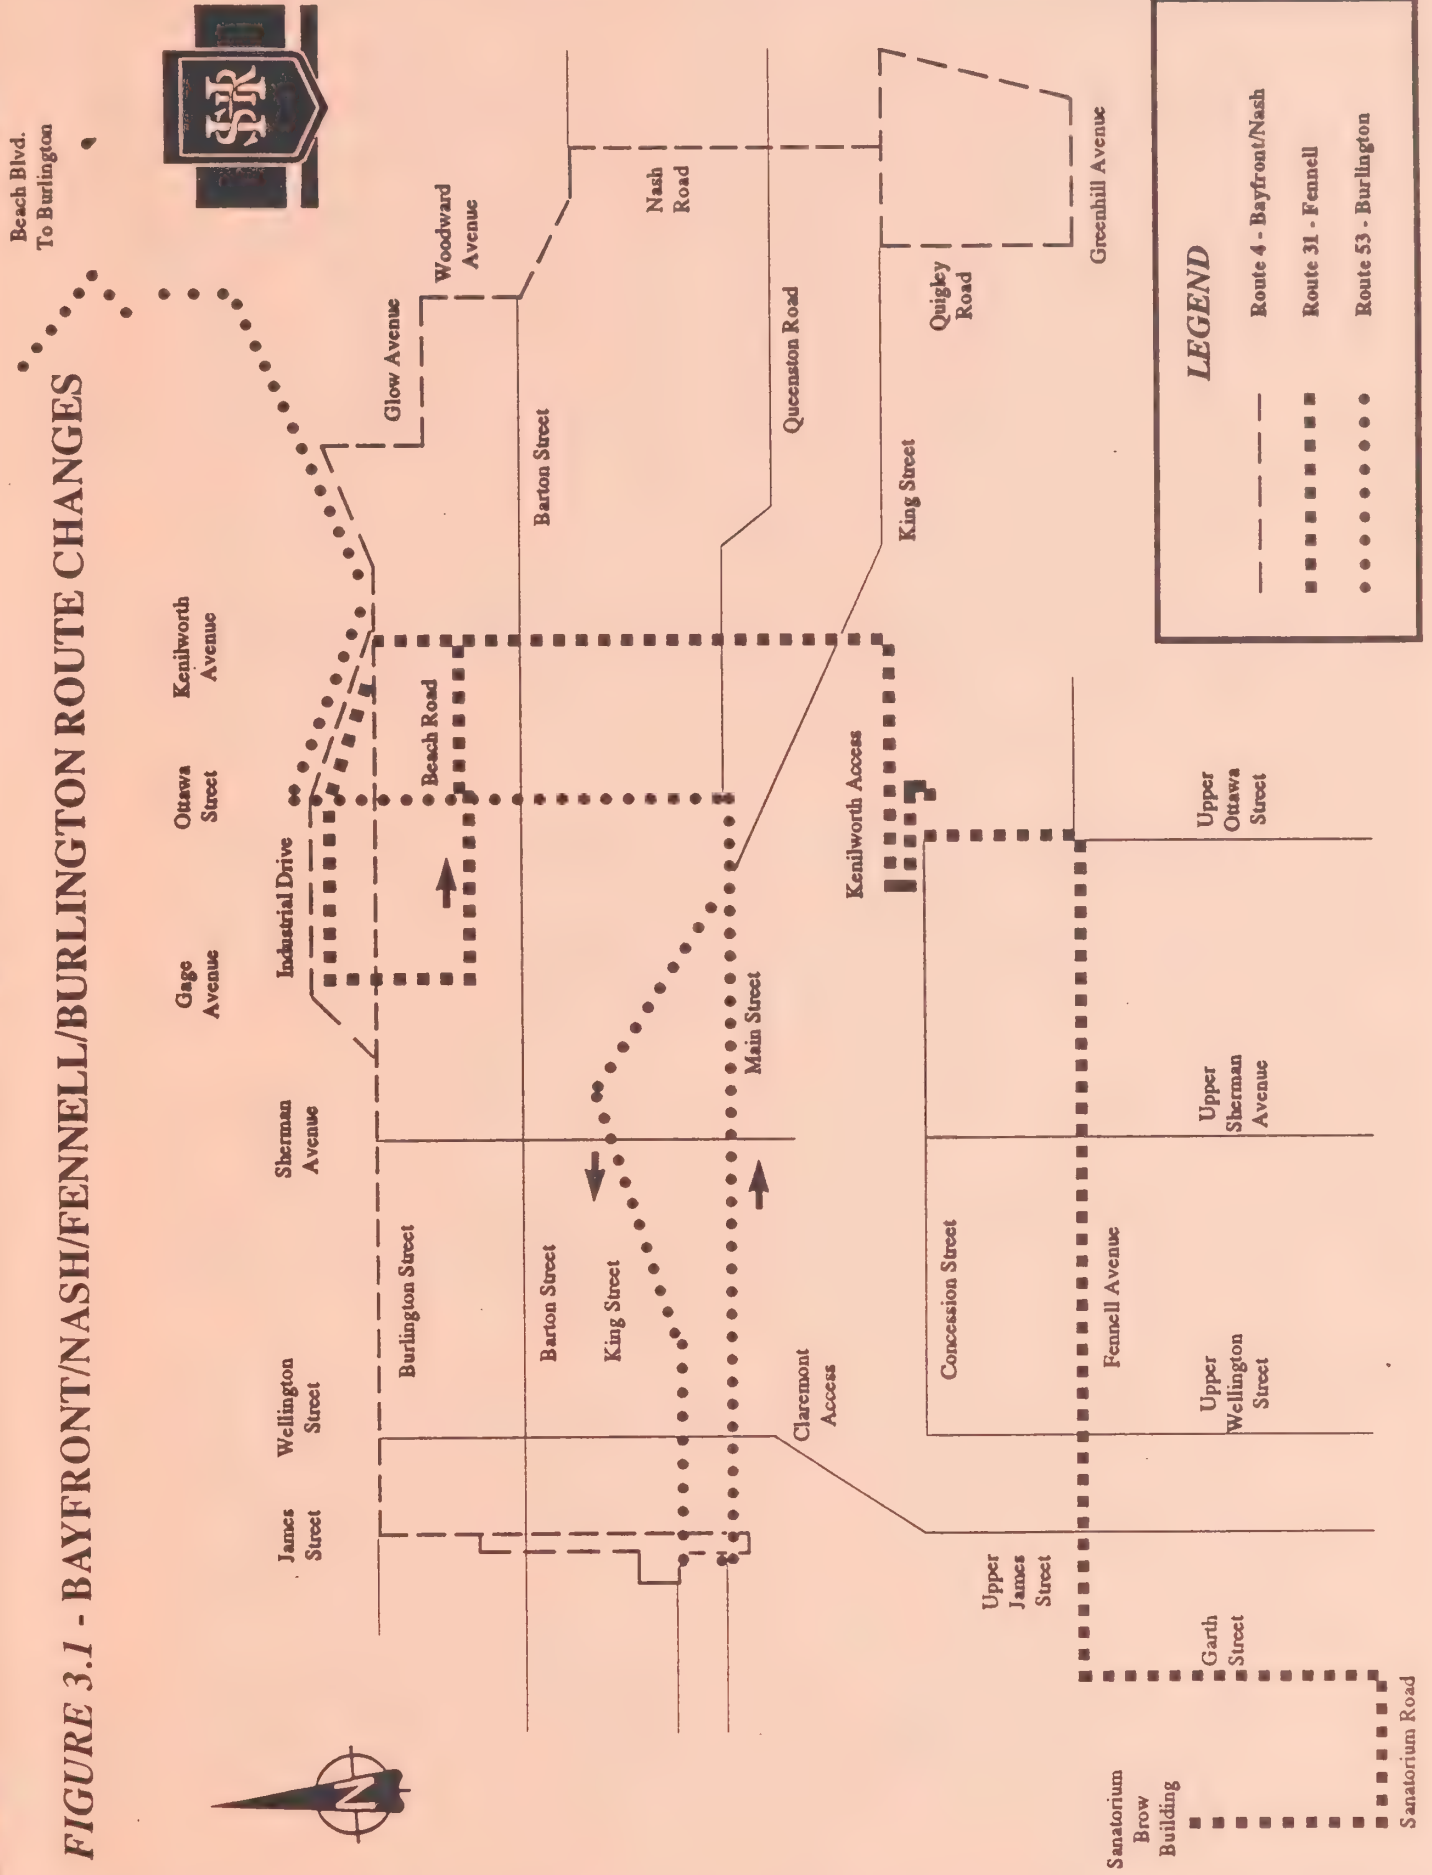 FIGURE 3.1 - BAYFRONT/NASH/FENNELL/BURLINGTON ROUTE CHANGES
Beach Blvd.
To Burlington
HSR
N
Gage
Avenue
Ottawa
Street
Kenilworth
Avenue
James
Street
Wellington
Street
Sherman
Avenue
Industrial Drive
Glow Avenue
Woodward
Avenue
Burlington Street
Beach Road
Barton Street
Barton Street
King Street
Nash
Road
Main Street
Queenston Road
Claremont
Access
Kenilworth Access
King Street
Quigley
Road
Concession Street
Greenhill Avenue
Upper
James
Street
Fennell Avenue
Garth
Street
Upper
Wellington
Street
Upper
Sherman
Avenue
Upper
Ottawa
Street
Sanatorium
Brow
Building
Sanatorium Road
LEGEND
Route 4 - Bayfront/Nash
Route 31 - Fennell
Route 53 - Burlington